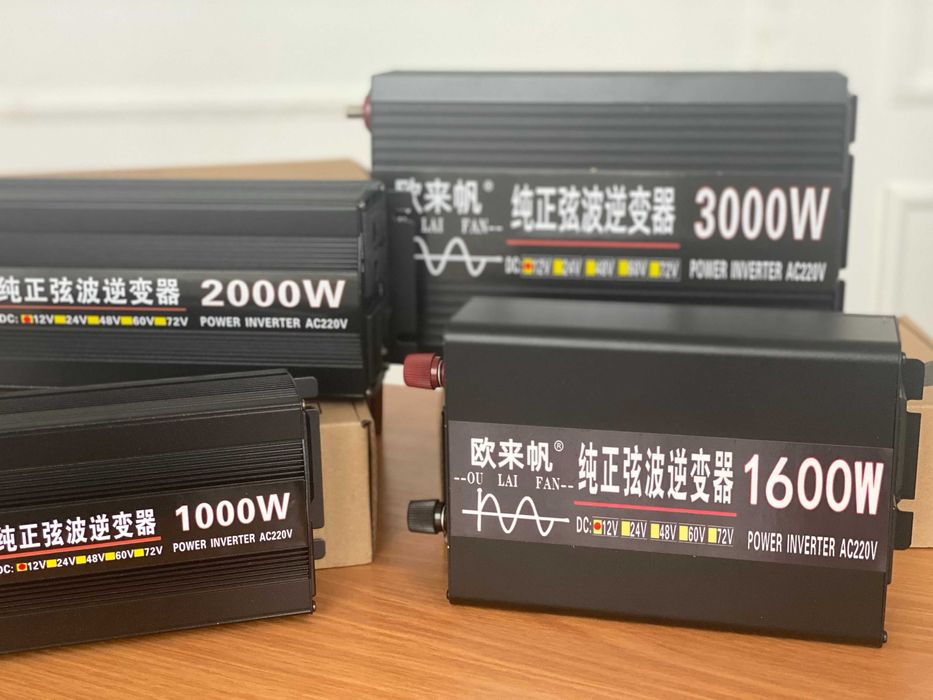 欧来帆®
LAI FAN--
纯正弦波逆变器
3000W
DC: 12V 24V 48V 60V 72V
POWER INVERTER AC220V
纯正弦波逆变器
2000W
DC: 12V 24V 48V 60V 72V
POWER INVERTER AC220V
欧来帆®
--OU LAI FAN--
纯正弦波逆变器
1600W
DC: 12V 24V 48V 60V 72V
POWER INVERTER AC220V
纯正弦波逆变器
1000W
DC: 12V 24V 48V 60V 72V
POWER INVERTER AC220V